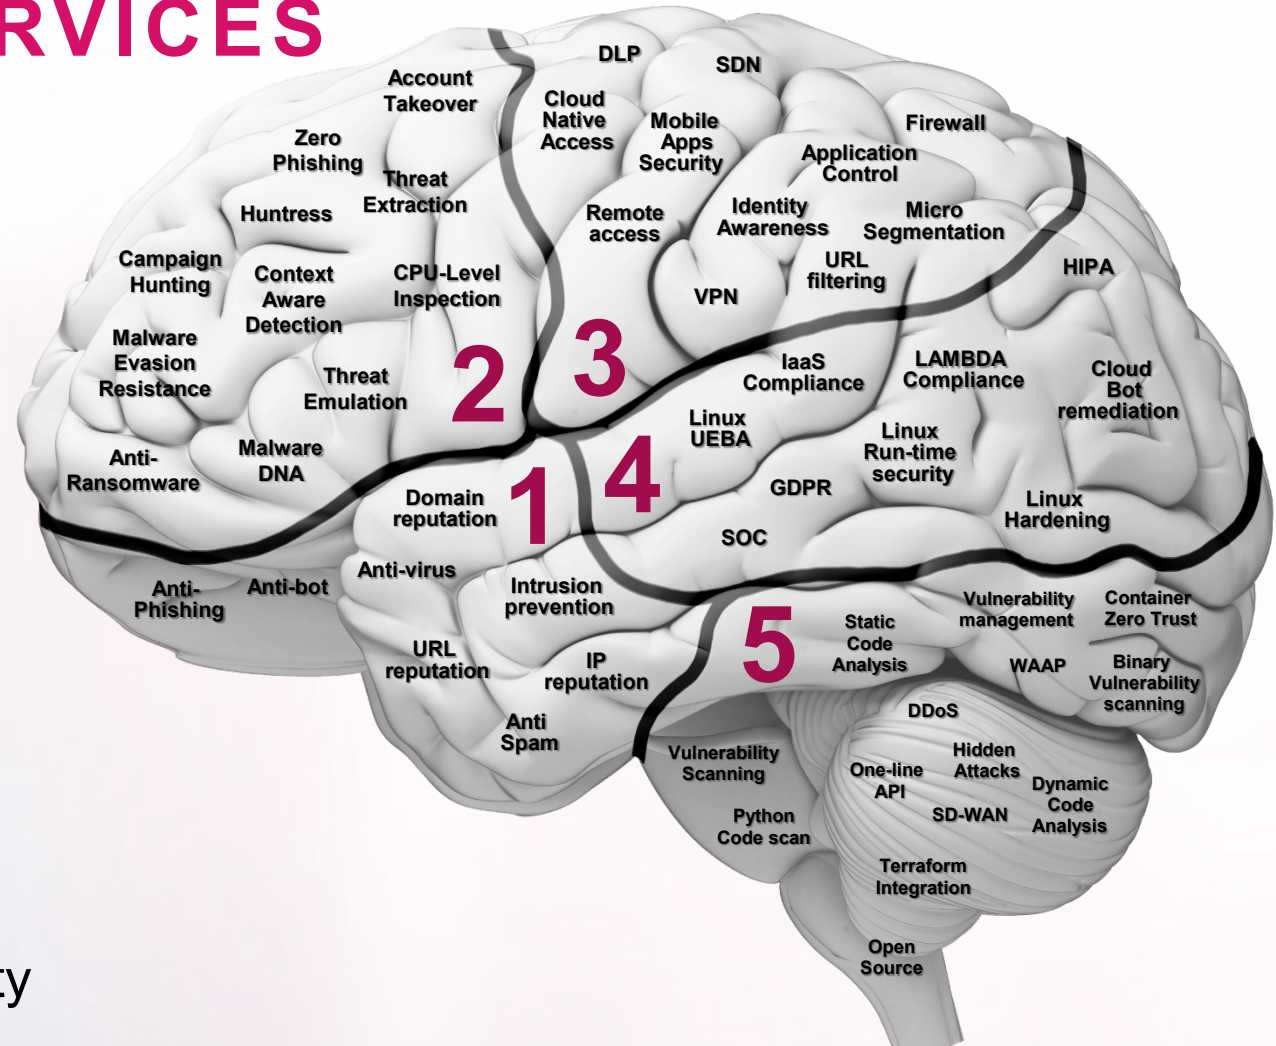 RVICES
Account
Takeover
Zero
Phishing
Threat
Extraction
Huntress
Campaign
Hunting
Context
Aware
Detection
CPU-Level
Inspection
Malware
Evasion
Resistance
Threat
Emulation
2
Anti-
Ransomware
Malware
DNA
DLP
SDN
Cloud
Native
Access
Mobile
Apps
Security
Firewall
Application
Control
Remote
access
Identity
Awareness
Micro
Segmentation
URL
filtering
VPN
3
HIPA
IaaS
Compliance
LAMBDA
Compliance
Cloud
Bot
remediation
Linux
UEBA
Linux
Run-time
security
4
GDPR
Linux
Hardening
SOC
Domain
reputation
1
Anti-virus
Anti-
Phishing
Anti-bot
Intrusion
prevention
URL
reputation
IP
reputation
Anti
Spam
5
Static
Code
Analysis
Vulnerability
management
Container
Zero Trust
WAAP
Binary
Vulnerability
scanning
DDoS
Vulnerability
Scanning
Hidden
Attacks
One-line
API
Dynamic
Code
Analysis
SD-WAN
Python
Code scan
Terraform
Integration
Open
Source
ty